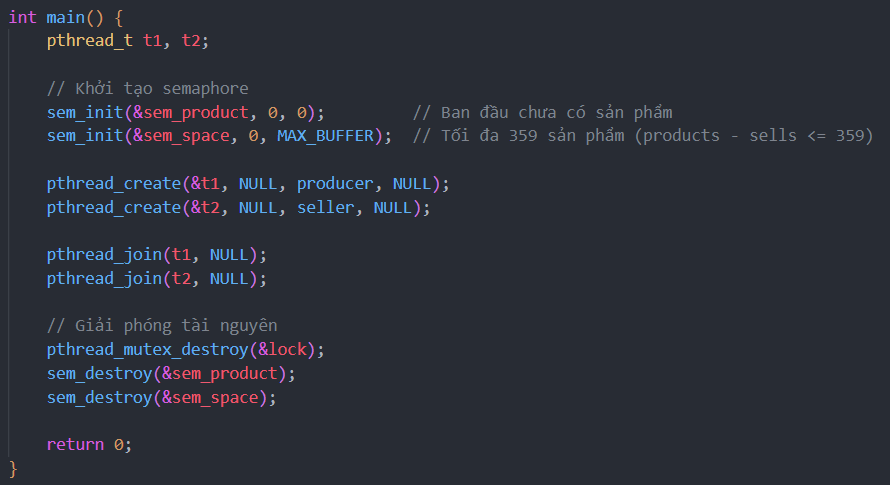 int main() {
    pthread_t t1, t2;

    // Khởi tạo semaphore
    sem_init(&sem_product, 0, 0);         // Ban đầu chưa có sản phẩm
    sem_init(&sem_space, 0, MAX_BUFFER);  // Tối đa 359 sản phẩm (products - sells <= 359)

    pthread_create(&t1, NULL, producer, NULL);
    pthread_create(&t2, NULL, seller, NULL);

    pthread_join(t1, NULL);
    pthread_join(t2, NULL);

    // Giải phóng tài nguyên
    pthread_mutex_destroy(&lock);
    sem_destroy(&sem_product);
    sem_destroy(&sem_space);

    return 0;
}